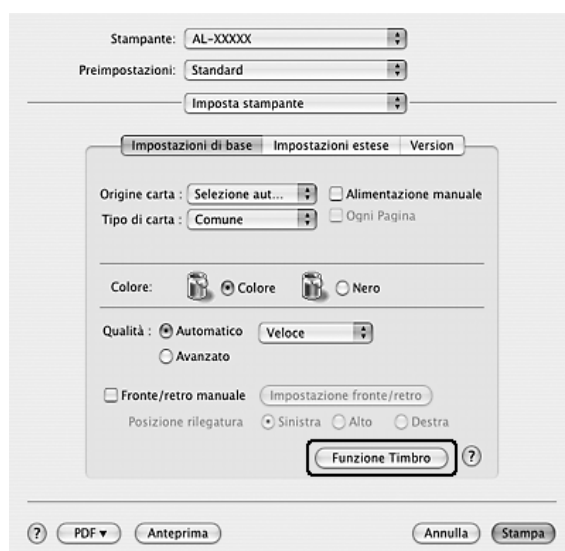 Stampante: AL-XXXXX
Preimpostazioni: Standard
Imposta stampante
Impostazioni di base Impostazioni estese Version
Origine carta : Selezione aut... Alimentazione manuale
Tipo di carta : Comune Ogni Pagina
Colore: Colore Nero
Qualità : Automatico Veloce
Avanzato
Fronte/retro manuale Impostazione fronte/retro
Posizione rilegatura Sinistra Alto Destra
Funzione Timbro ?
? PDF Anteprima Annulla Stampa